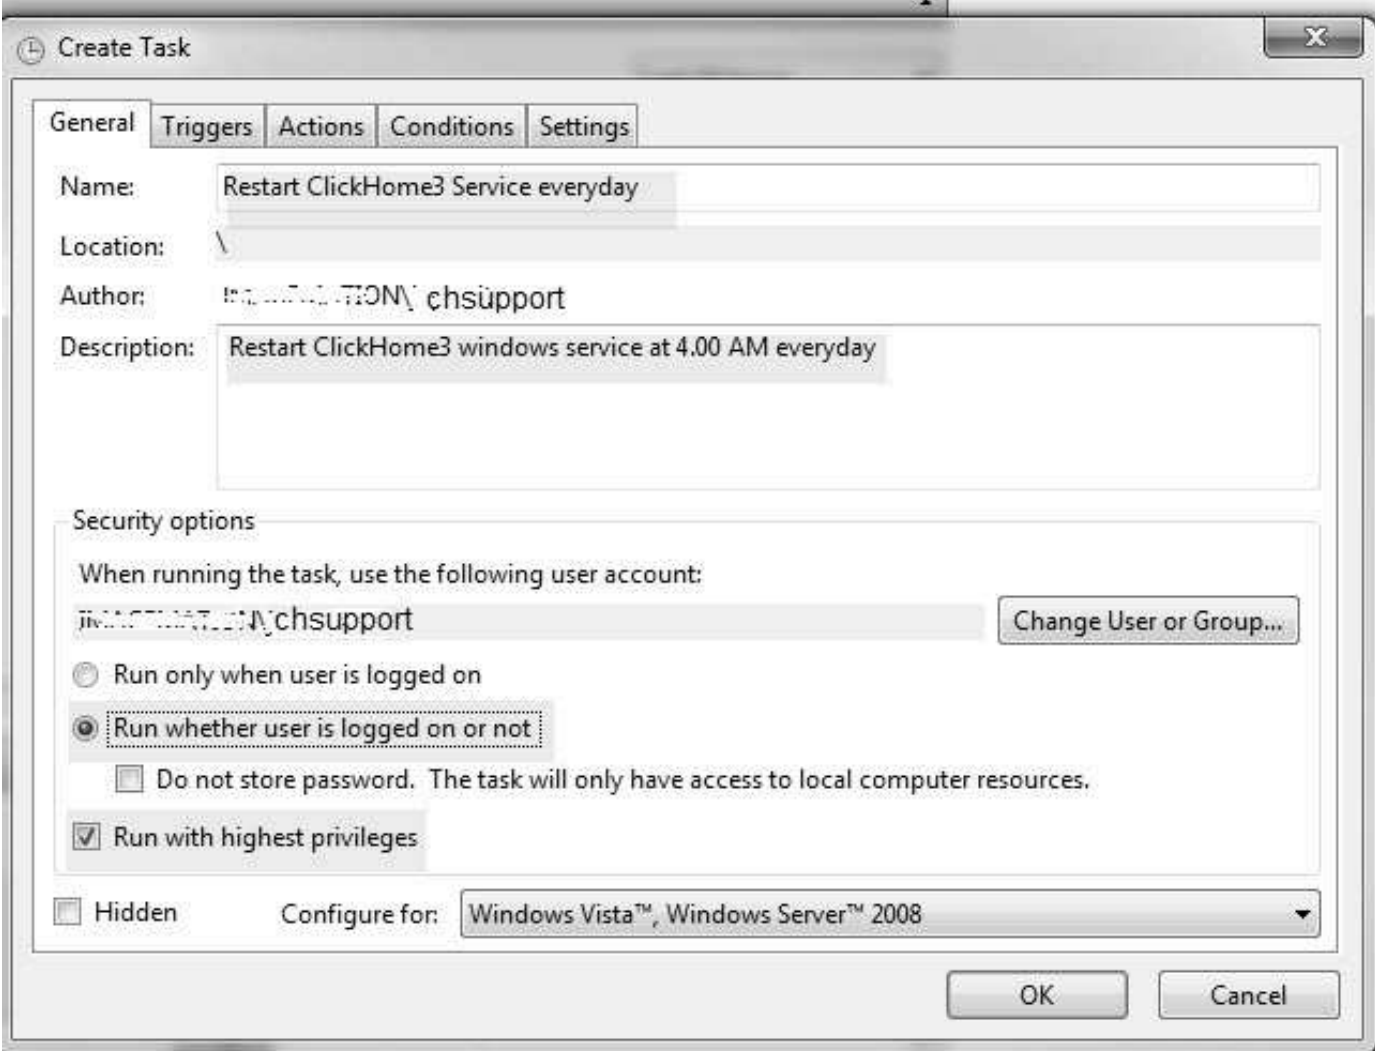 Create Task
General Triggers Actions Conditions Settings
Name: Restart ClickHome3 Service everyday
Location: \
Author: chsupport
Description: Restart ClickHome3 windows service at 4.00 AM everyday
Security options
When running the task, use the following user account:
chsupport Change User or Group...
Run only when user is logged on
Run whether user is logged on or not
Do not store password. The task will only have access to local computer resources.
Run with highest privileges
Hidden Configure for: Windows Vista™, Windows Server™ 2008
OK Cancel